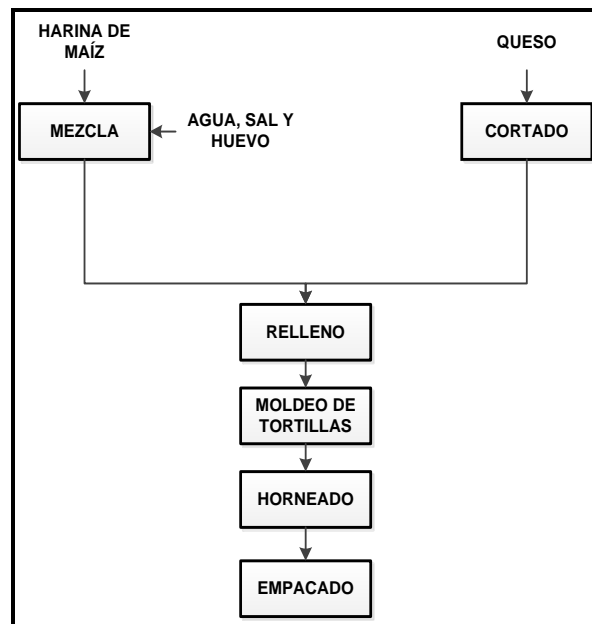 HARINA DE
MAÍZ
QUESO
MEZCLA
AGUA, SAL Y
HUEVO
CORTADO
RELLENO
MOLDEO DE
TORTILLAS
HORNEADO
EMPACADO